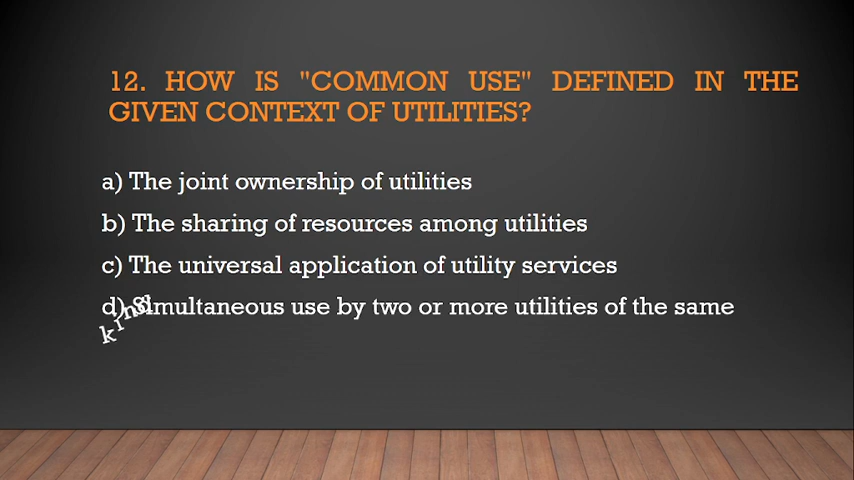 12. HOW IS "COMMON USE" DEFINED IN THE
GIVEN CONTEXT OF UTILITIES?
a) The joint ownership of utilities
b) The sharing of resources among utilities
c) The universal application of utility services
d) Simultaneous use by two or more utilities of the same
kind